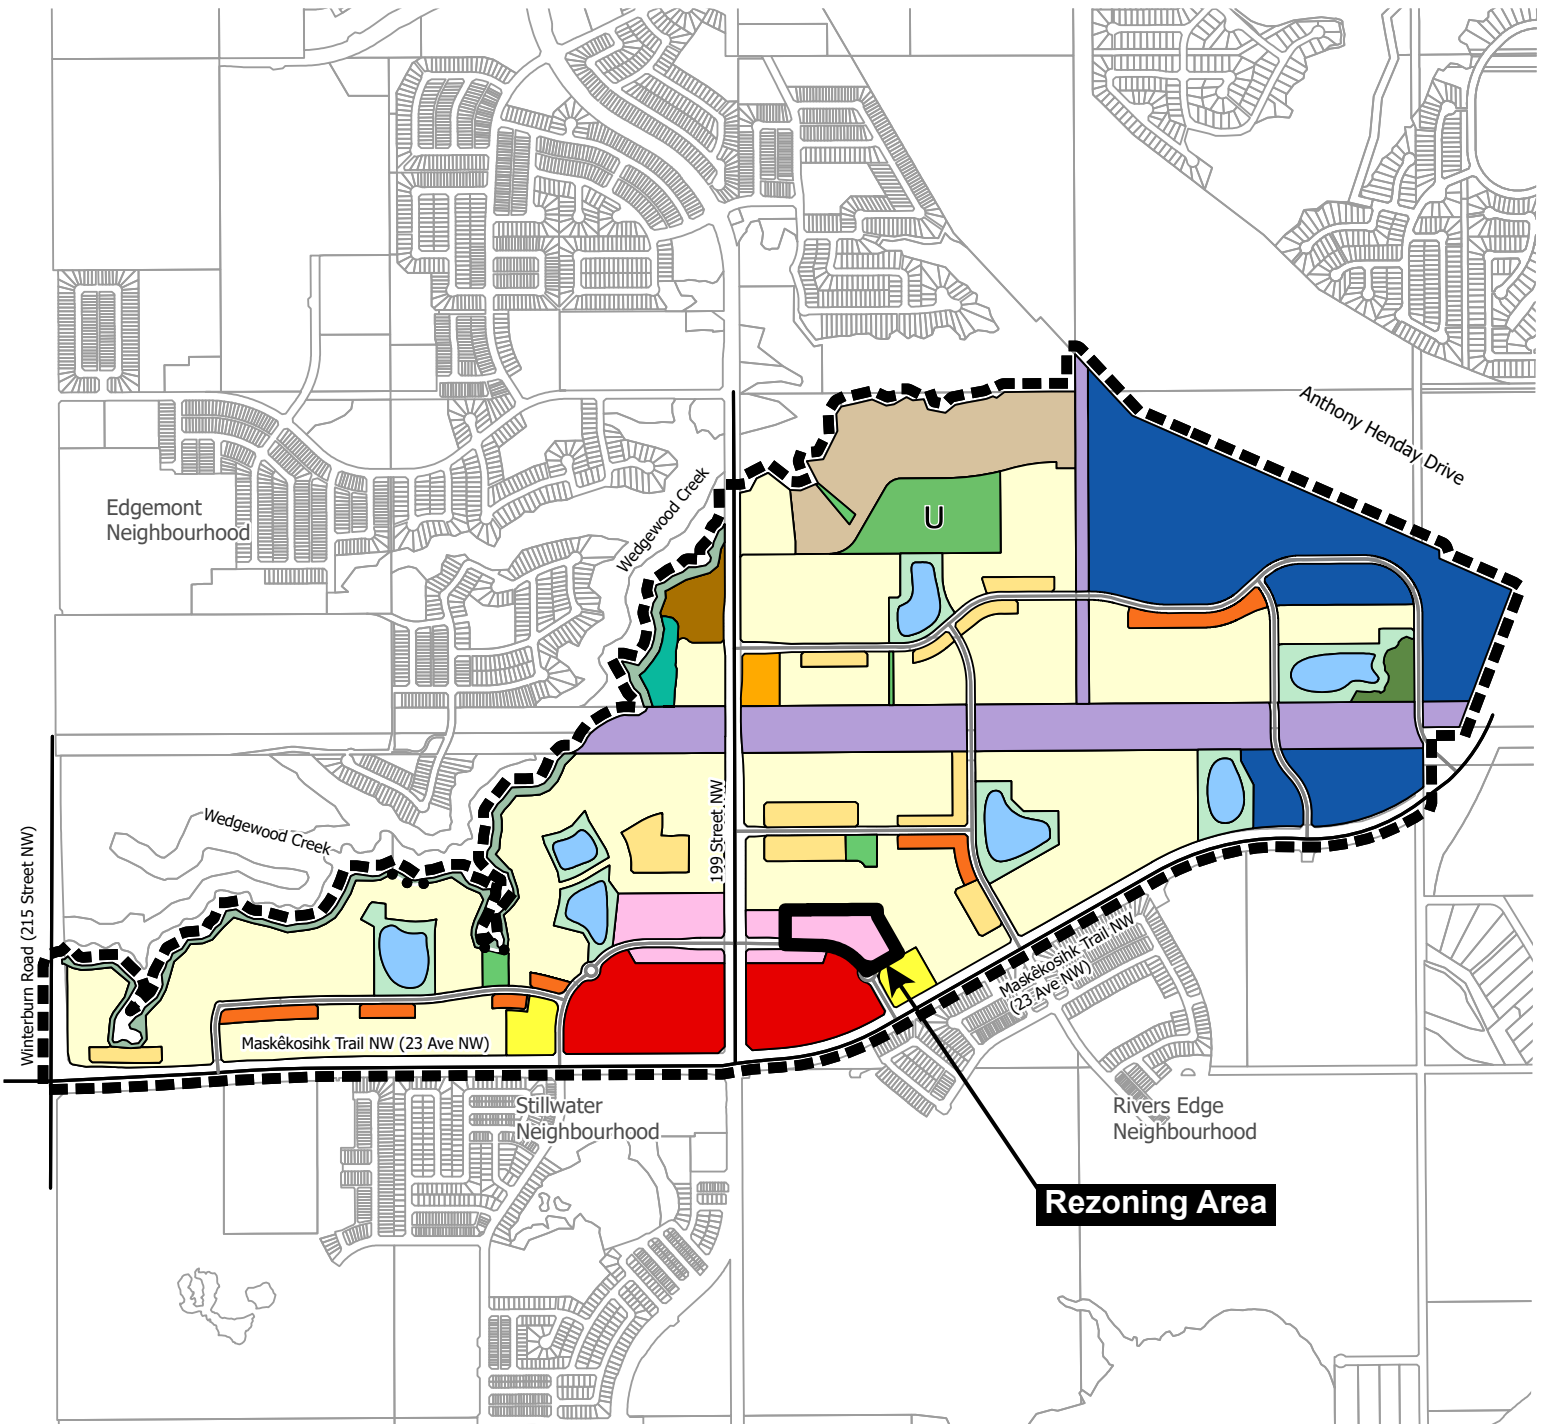 Anthony Henday Drive
Wedgewood Creek
Edgemont
Neighbourhood
U
199 Street NW
Wedgewood Creek
Winterburn Road (215 Street NW)
Maskêkosihk Trail NW
(23 Ave NW)
Maskêkosihk Trail NW (23 Ave NW)
Stillwater
Neighbourhood
Rivers Edge
Neighbourhood
Rezoning Area